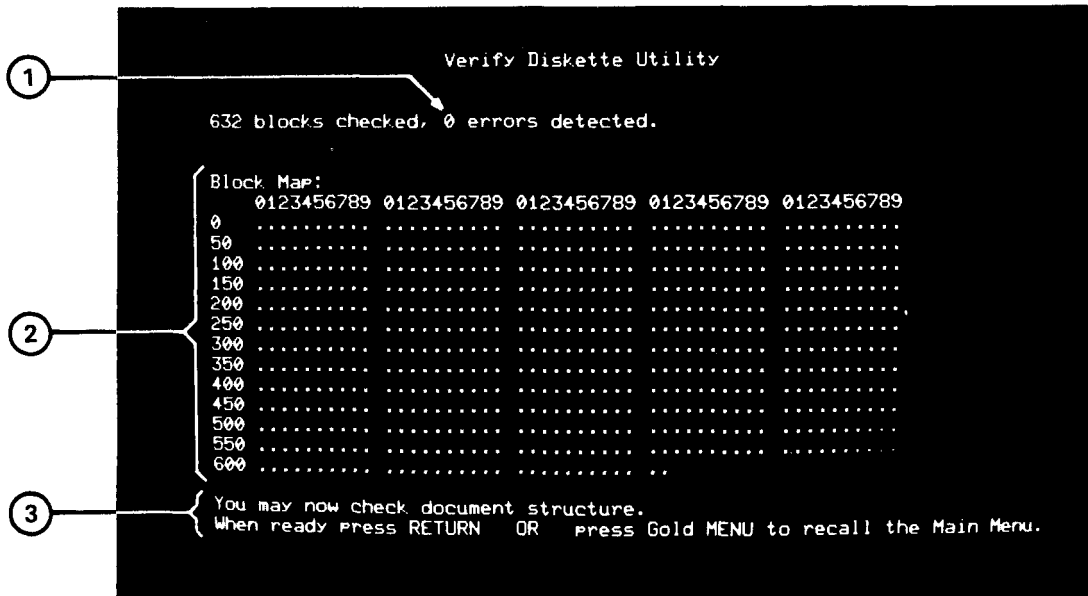 Verify Diskette Utility
1
632 blocks checked, 0 errors detected.
Block Map:
0123456789 0123456789 0123456789 0123456789 0123456789
0 .......... .......... .......... .......... ..........
50 .......... .......... .......... .......... ..........
100 .......... .......... .......... .......... ..........
150 .......... .......... .......... .......... ..........
200 .......... .......... .......... .......... ..........
250 .......... .......... .......... .......... ..........
2
300 .......... .......... .......... .......... ..........
350 .......... .......... .......... .......... ..........
400 .......... .......... .......... .......... ..........
450 .......... .......... .......... .......... ..........
500 .......... .......... .......... .......... ..........
550 .......... .......... .......... .......... ..........
600 .......... .......... .......... ..
3
You may now check document structure.
When ready press RETURN OR press Gold MENU to recall the Main Menu.